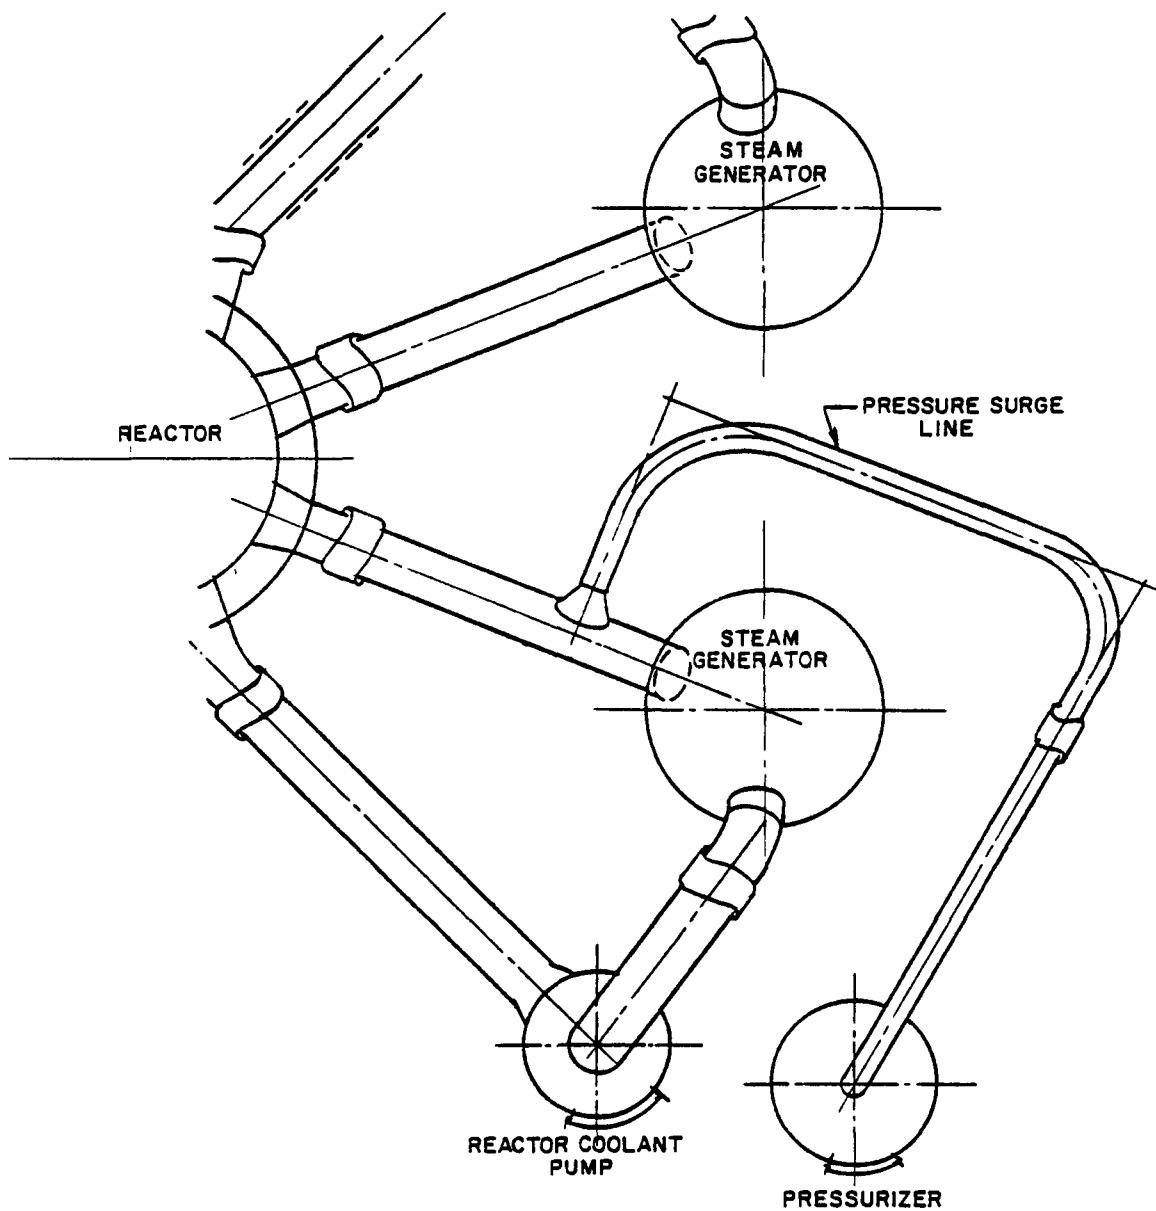 STEAM
GENERATOR
REACTOR
PRESSURE SURGE
LINE
STEAM
GENERATOR
REACTOR COOLANT
PUMP
PRESSURIZER